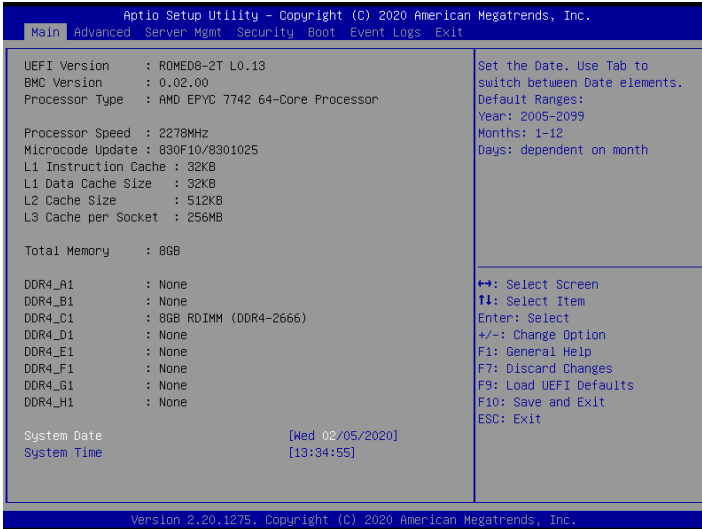 Aptio Setup Utility – Copyright (C) 2020 American Megatrends, Inc.
Main Advanced Server Mgmt Security Boot Event Logs Exit
UEFI Version : ROMED8-2T L0.13
BMC Version : 0.02.00
Processor Type : AMD EPYC 7742 64-Core Processor
Processor Speed : 2278MHz
Microcode Update : 830F10/8301025
L1 Instruction Cache : 32KB
L1 Data Cache Size : 32KB
L2 Cache Size : 512KB
L3 Cache per Socket : 256MB
Total Memory : 8GB
DDR4_A1 : None
DDR4_B1 : None
DDR4_C1 : 8GB RDIMM (DDR4-2666)
DDR4_D1 : None
DDR4_E1 : None
DDR4_F1 : None
DDR4_G1 : None
DDR4_H1 : None
System Date [Wed 02/05/2020]
System Time [13:34:55]
Set the Date. Use Tab to
switch between Date elements.
Default Ranges:
Year: 2005-2099
Months: 1-12
Days: dependent on month
↔: Select Screen
↑↓: Select Item
Enter: Select
+/-: Change Option
F1: General Help
F7: Discard Changes
F9: Load UEFI Defaults
F10: Save and Exit
ESC: Exit
Version 2.20.1275. Copyright (C) 2020 American Megatrends, Inc.